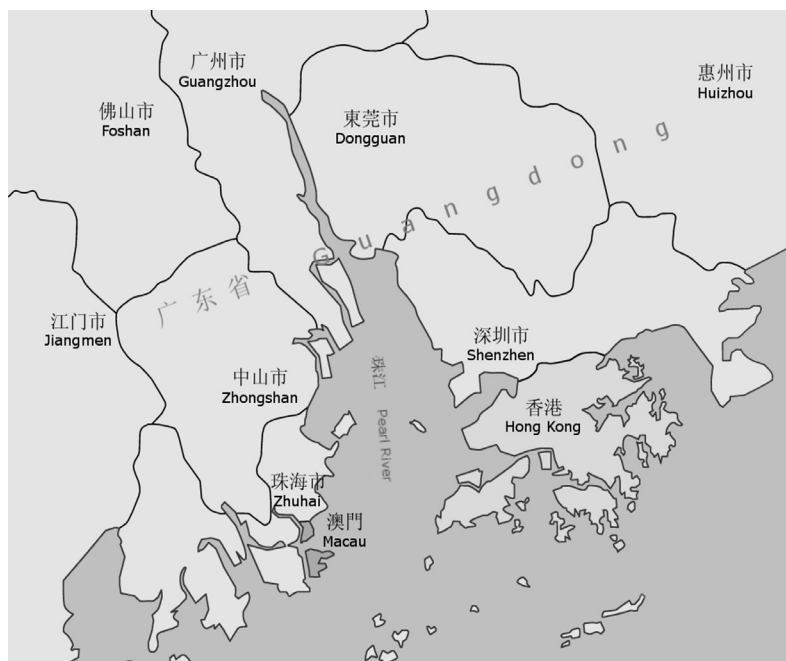 广州市
Guangzhou
惠州市
Huizhou
佛山市
Foshan
東莞市
Dongguan
Guangdong
广东省
江门市
Jiangmen
深圳市
Shenzhen
中山市
Zhongshan
珠江 Pearl River
香港
Hong Kong
珠海市
Zhuhai
澳門
Macau